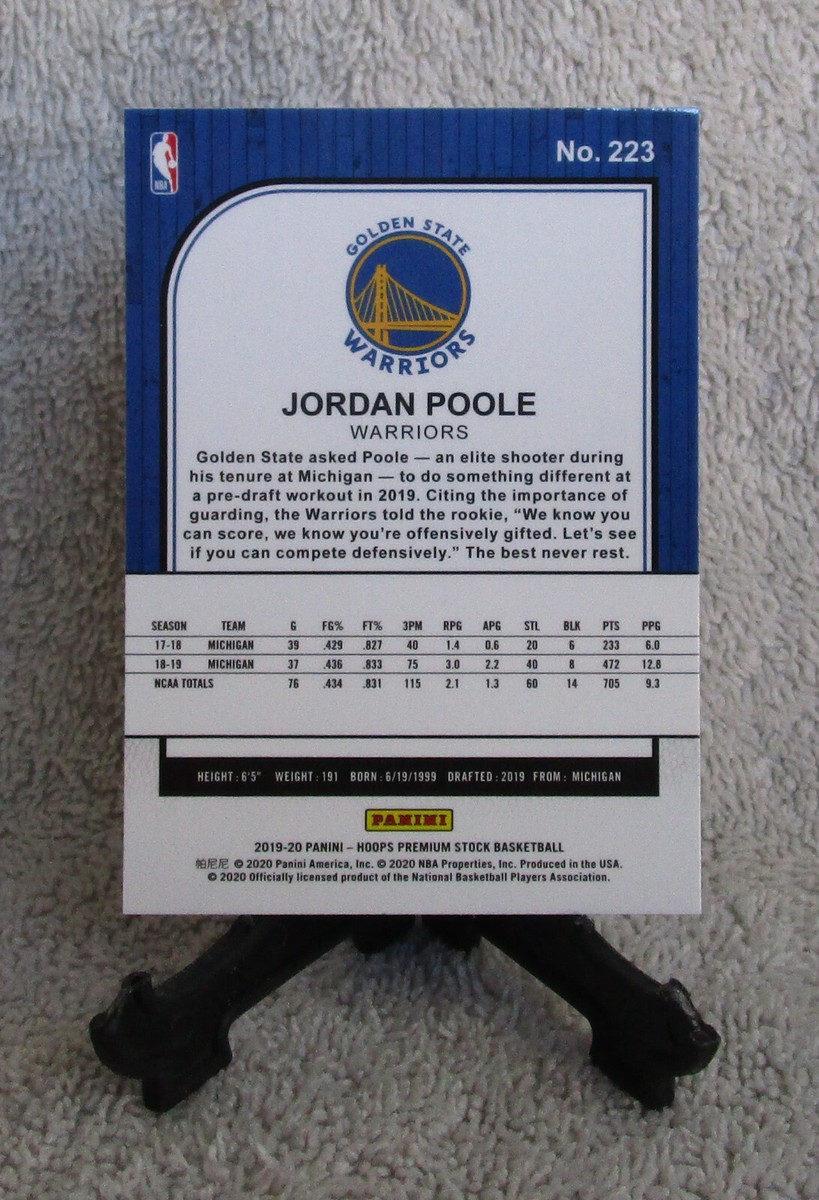 NBA
No. 223
GOLDEN STATE
WARRIORS
JORDAN POOLE
WARRIORS
Golden State asked Poole — an elite shooter during
his tenure at Michigan — to do something different at
a pre-draft workout in 2019. Citing the importance of
guarding, the Warriors told the rookie, “We know you
can score, we know you’re offensively gifted. Let’s see
if you can compete defensively.” The best never rest.
SEASON TEAM G FG% FT% 3PM RPG APG STL BLK PTS PPG
17-18 MICHIGAN 39 .429 .827 40 1.4 0.6 20 6 233 6.0
18-19 MICHIGAN 37 .436 .833 75 3.0 2.2 40 8 472 12.8
NCAA TOTALS 76 .434 .831 115 2.1 1.3 60 14 705 9.3
HEIGHT: 6'5" WEIGHT: 191 BORN: 6/19/1999 DRAFTED: 2019 FROM: MICHIGAN
PANINI
2019-20 PANINI – HOOPS PREMIUM STOCK BASKETBALL
帕尼尼 © 2020 Panini America, Inc. © 2020 NBA Properties, Inc. Produced in the USA.
© 2020 Officially licensed product of the National Basketball Players Association.